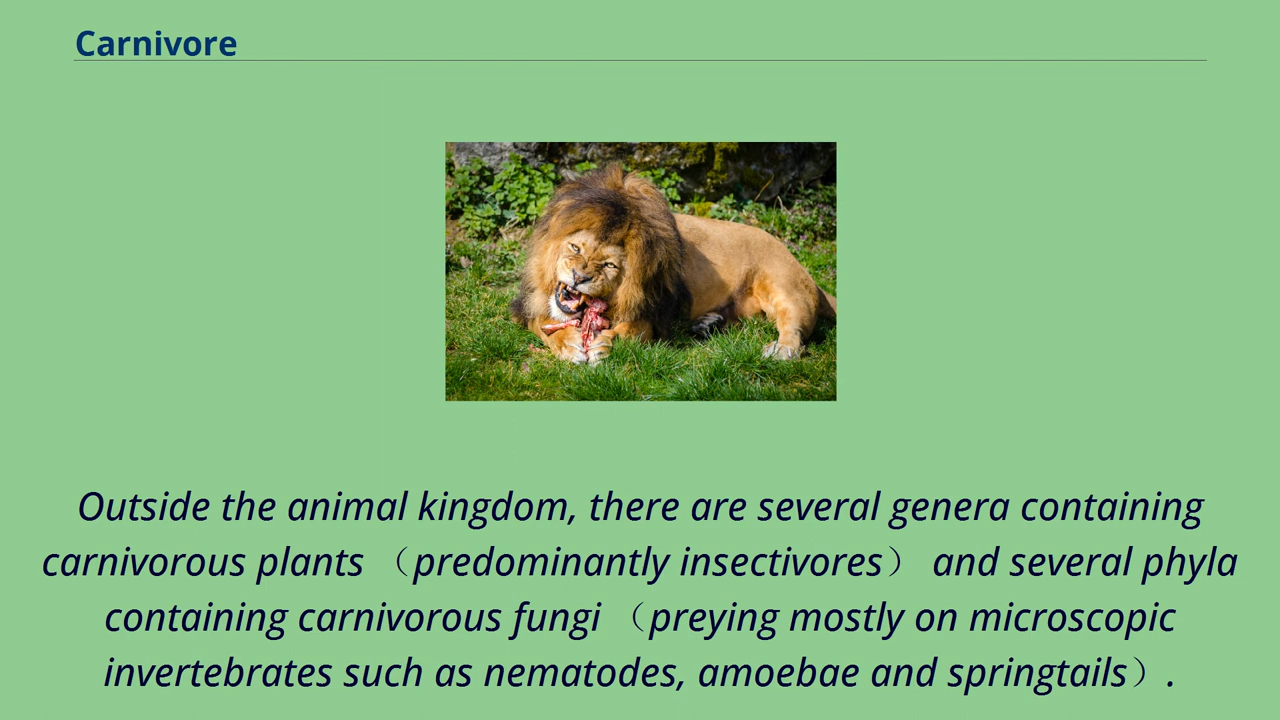 Carnivore
Outside the animal kingdom, there are several genera containing
carnivorous plants （predominantly insectivores） and several phyla
containing carnivorous fungi （preying mostly on microscopic
invertebrates such as nematodes, amoebae and springtails）.